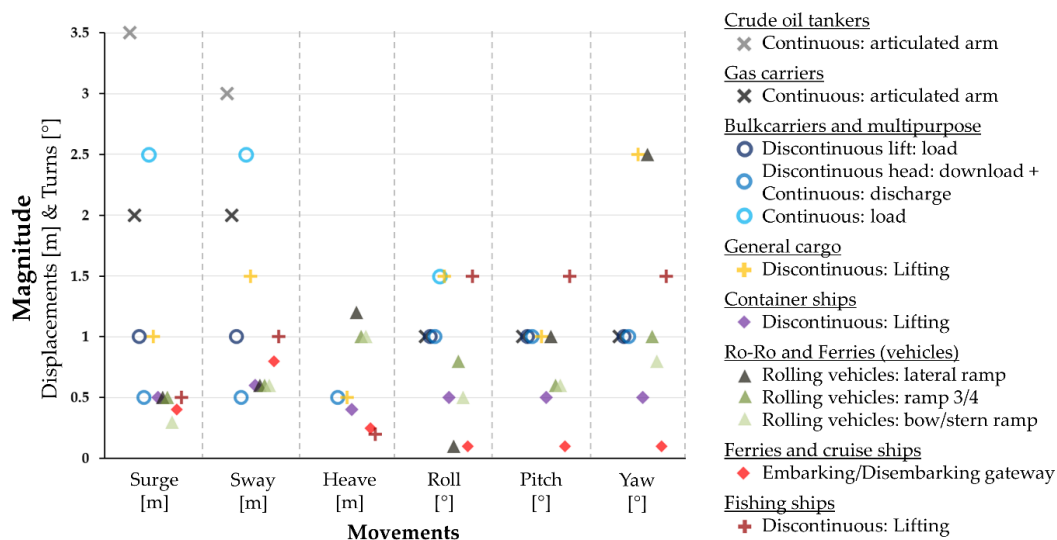 Magnitude
Displacements [m] & Turns [°]
3.5
3
2.5
2
1.5
1
0.5
0
Surge Sway Heave Roll Pitch Yaw
[m] [m] [m] [°] [°] [°]
Movements
Crude oil tankers
Continuous: articulated arm
Gas carriers
Continuous: articulated arm
Bulkcarriers and multipurpose
Discontinuous lift: load
Discontinuous head: download +
Continuous: discharge
Continuous: load
General cargo
Discontinuous: Lifting
Container ships
Discontinuous: Lifting
Ro-Ro and Ferries (vehicles)
Rolling vehicles: lateral ramp
Rolling vehicles: ramp 3/4
Rolling vehicles: bow/stern ramp
Ferries and cruise ships
Embarking/Disembarking gateway
Fishing ships
Discontinuous: Lifting